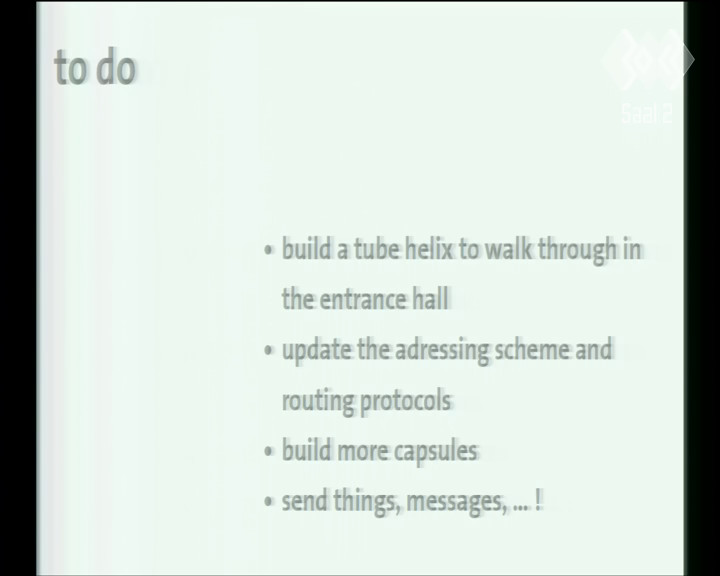 to do
Saal 2
• build a tube helix to walk through in
the entrance hall
• update the adressing scheme and
routing protocols
• build more capsules
• send things, messages, ... !